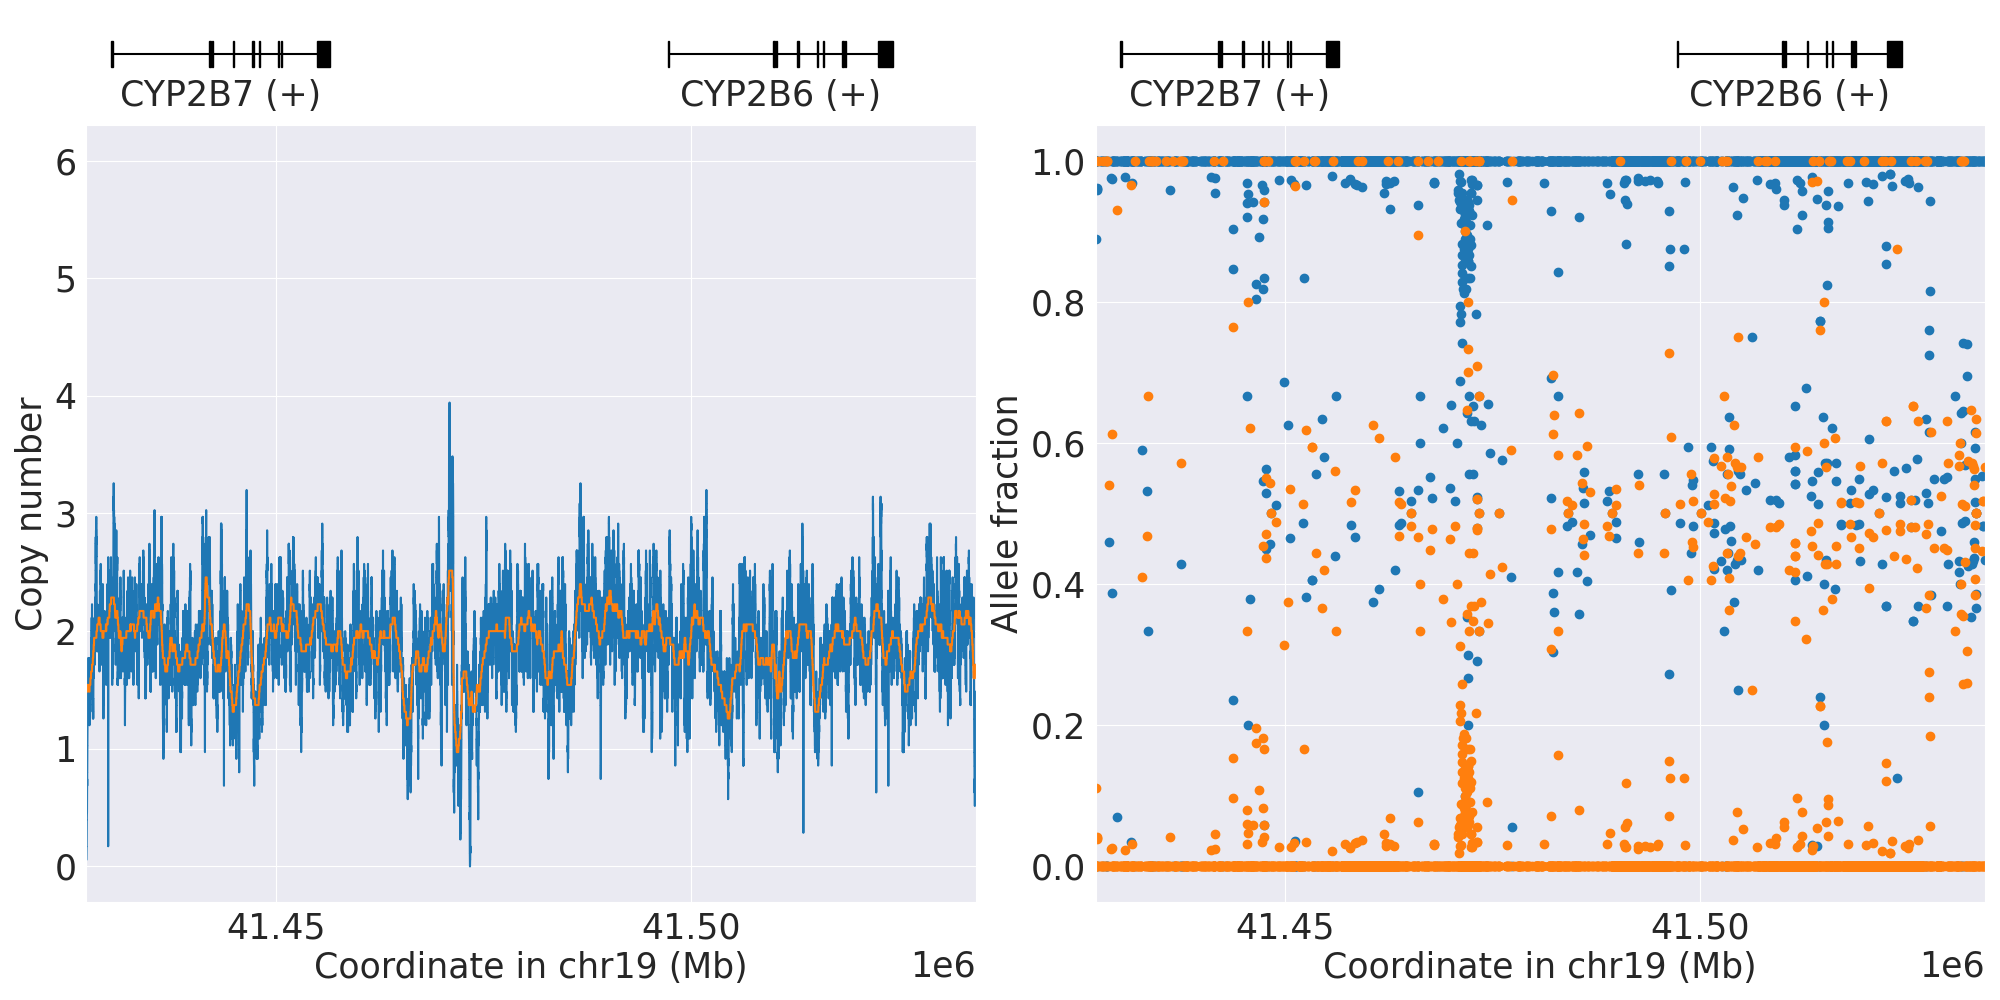 CYP2B7 (+)
CYP2B6 (+)
6
5
4
3
2
1
0
Copy number
41.45
41.50
Coordinate in chr19 (Mb)
1e6
CYP2B7 (+)
CYP2B6 (+)
1.0
0.8
0.6
0.4
0.2
0.0
Allele fraction
41.45
41.50
Coordinate in chr19 (Mb)
1e6